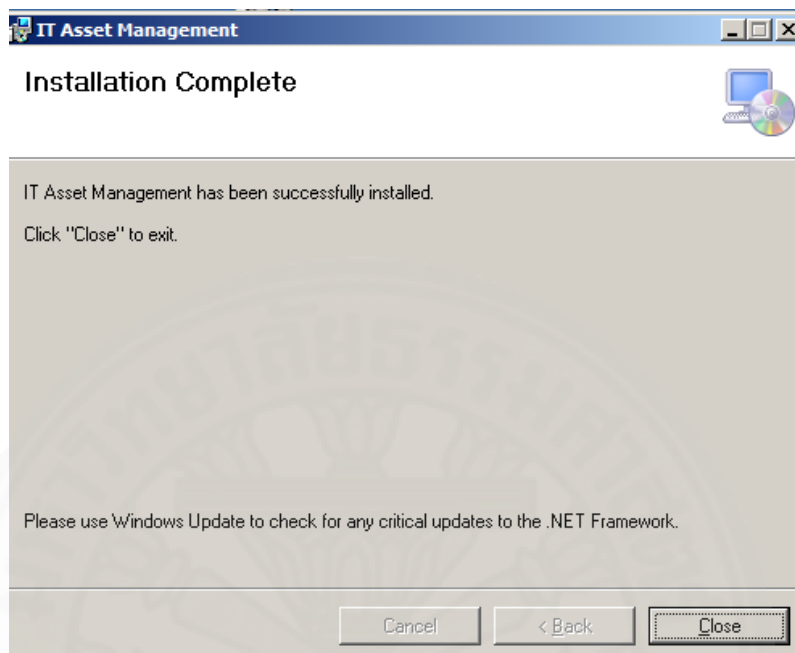 IT Asset Management
Installation Complete
IT Asset Management has been successfully installed.
Click "Close" to exit.
Please use Windows Update to check for any critical updates to the .NET Framework.
Cancel
< Back
Close